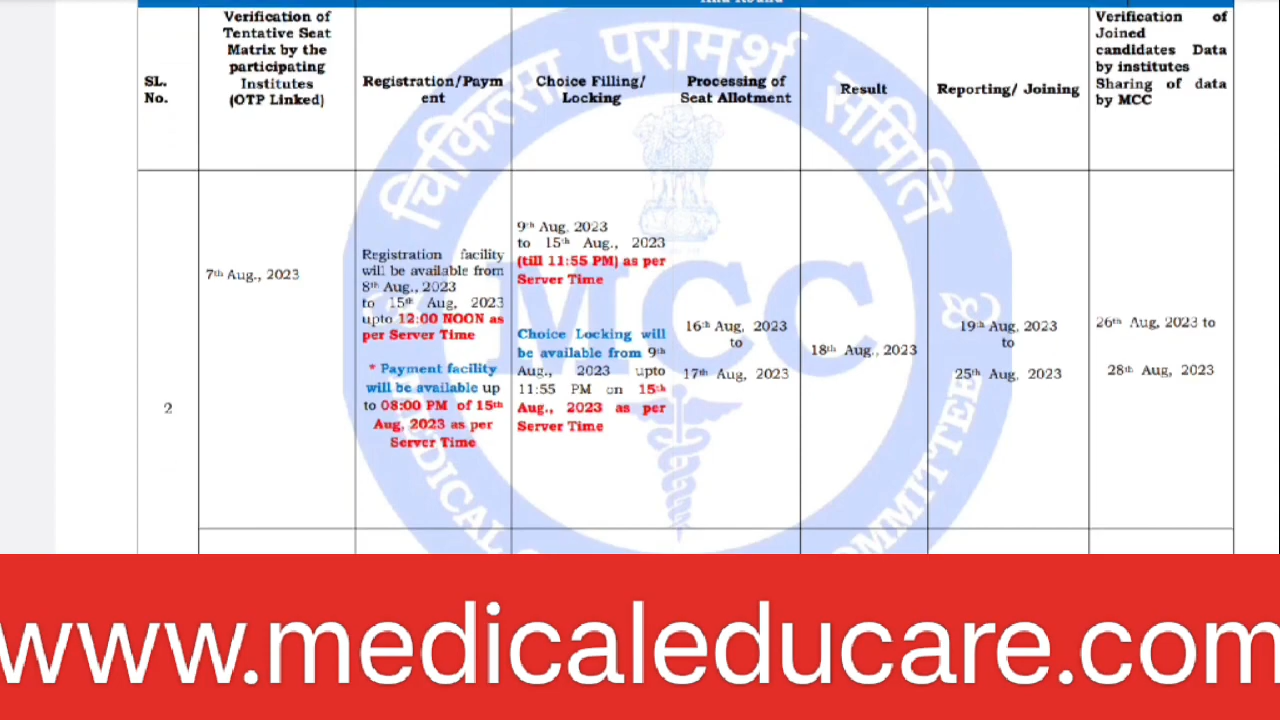 SL.
No.
Verification of
Tentative Seat
Matrix by the
participating
Institutes
(OTP Linked)
Registration/Paym
ent
Choice Filling/
Locking
Processing of
Seat Allotment
Result
Reporting/ Joining
Verification of
Joined
candidates Data
by institutes
Sharing of data
by MCC
2
7th Aug., 2023
Registration facility
will be available from
8th Aug., 2023
to 15th Aug, 2023
upto 12:00 NOON as
per Server Time
* Payment facility
will be available up
to 08:00 PM of 15th
Aug, 2023 as per
Server Time
9th Aug. 2023
to 15th Aug., 2023
(till 11:55 PM) as per
Server Time
Choice Locking will
be available from 9th
Aug., 2023 upto
11:55 PM on 15th
Aug., 2023 as per
Server Time
16th Aug, 2023
to
17th Aug, 2023
18th Aug., 2023
19th Aug, 2023
to
25th Aug, 2023
26th Aug, 2023 to
28th Aug, 2023
चिकित्सा परामर्श समिति
MCC
www.medicaleducare.com